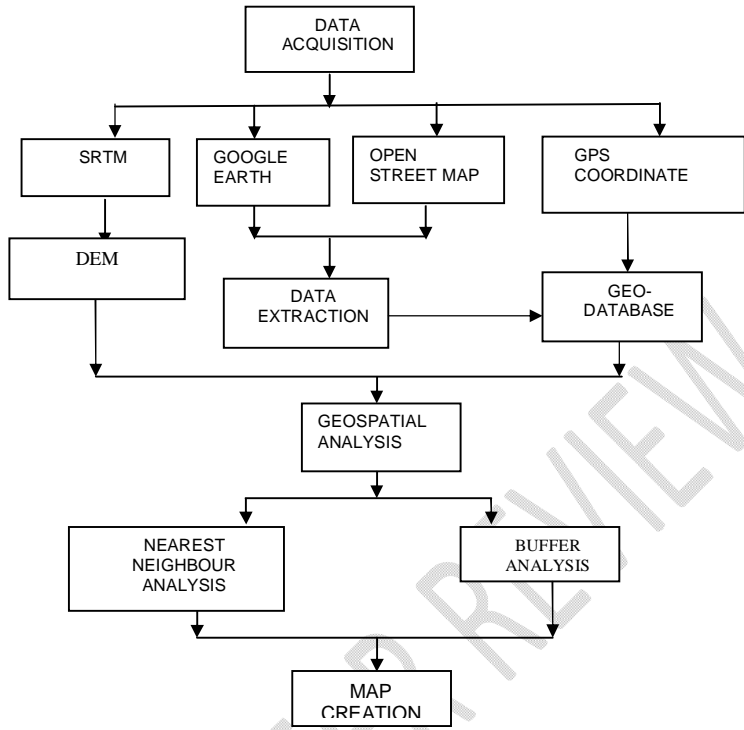 DATA
ACQUISITION
SRTM
GOOGLE
EARTH
OPEN
STREET MAP
GPS
COORDINATE
DEM
DATA
EXTRACTION
GEO-
DATABASE
GEOSPATIAL
ANALYSIS
NEAREST
NEIGHBOUR
ANALYSIS
BUFFER
ANALYSIS
MAP
CREATION
REVIEW